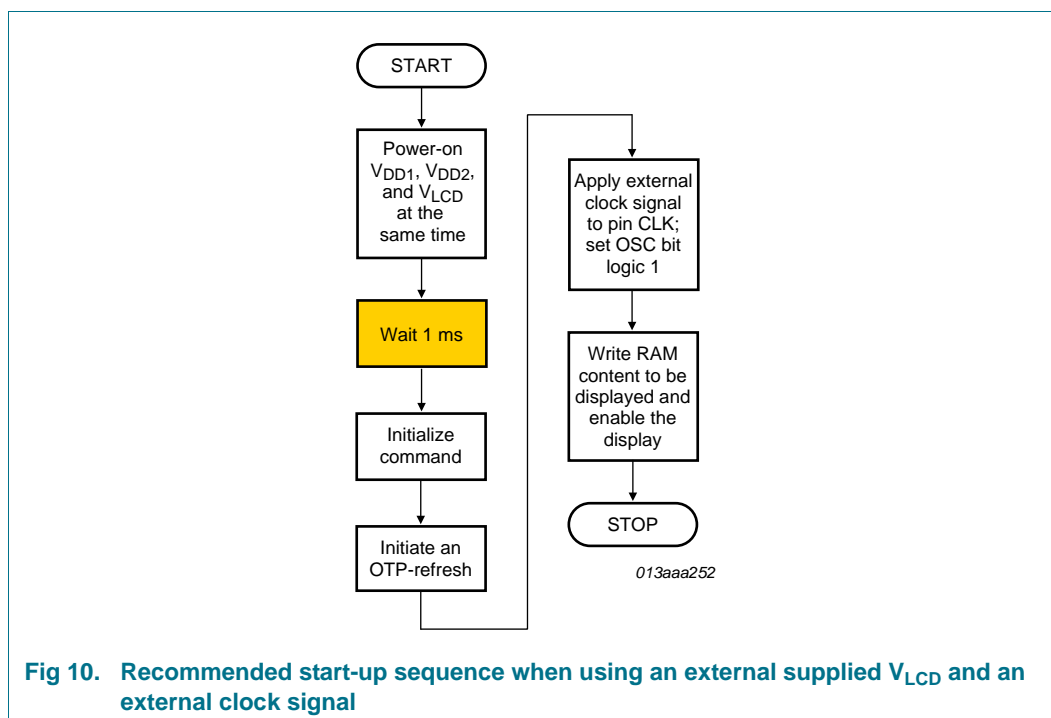 START
Power-on
VDD1, VDD2,
and VLCD
at the
same time
Wait 1 ms
Initialize
command
Initiate an
OTP-refresh
Apply external
clock signal
to pin CLK;
set OSC bit
logic 1
Write RAM
content to be
displayed and
enable the
display
STOP
013aaa252
Fig 10. Recommended start-up sequence when using an external supplied VLCD and an
external clock signal